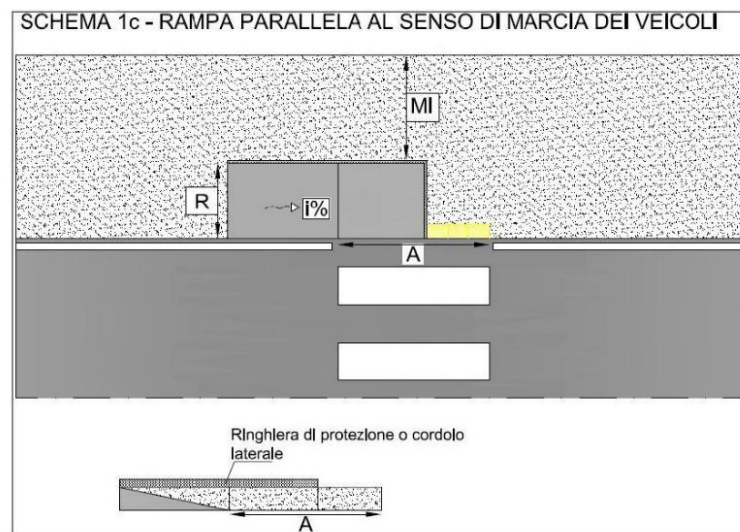 SCHEMA 1c - RAMPA PARALLELA AL SENSO DI MARCIA DEI VEICOLI
MI
R
i%
A
Ringhiera di protezione o cordolo
laterale
A